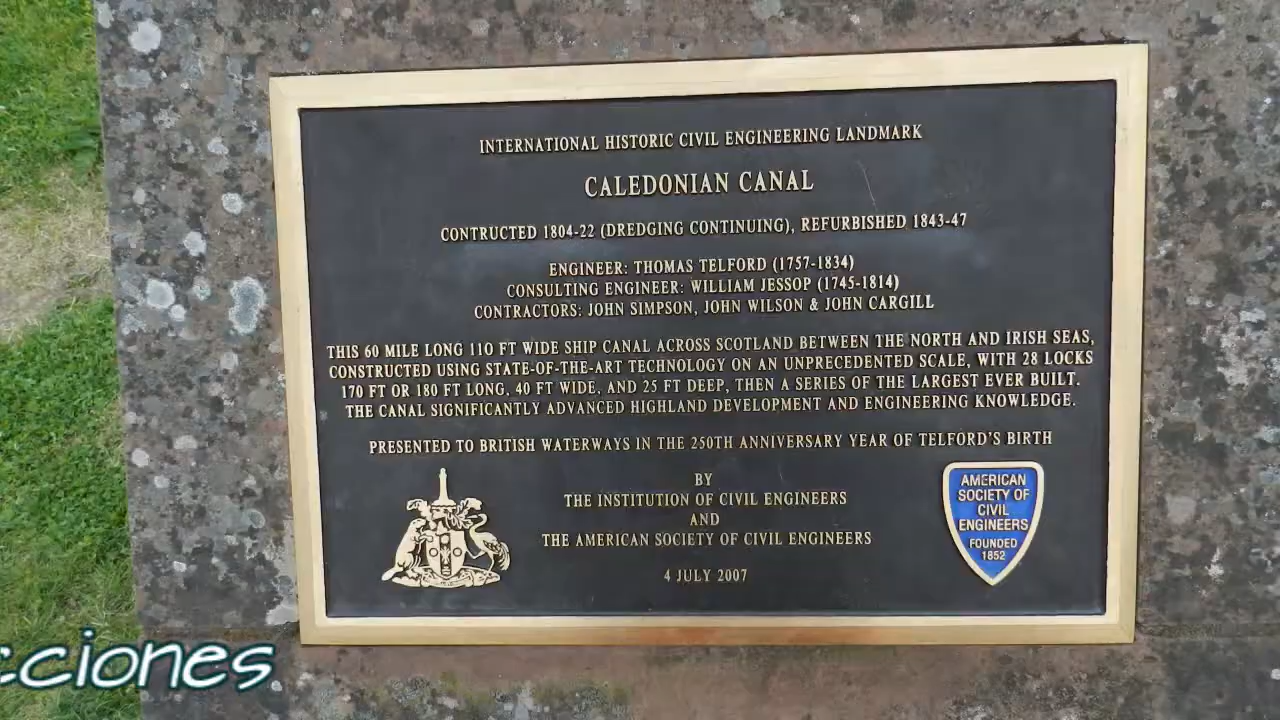 INTERNATIONAL HISTORIC CIVIL ENGINEERING LANDMARK
CALEDONIAN CANAL
CONTRUCTED 1804-22 (DREDGING CONTINUING), REFURBISHED 1843-47
ENGINEER: THOMAS TELFORD (1757-1834)
CONSULTING ENGINEER: WILLIAM JESSOP (1745-1814)
CONTRACTORS: JOHN SIMPSON, JOHN WILSON & JOHN CARGILL
THIS 60 MILE LONG 110 FT WIDE SHIP CANAL ACROSS SCOTLAND BETWEEN THE NORTH AND IRISH SEAS,
CONSTRUCTED USING STATE-OF-THE-ART TECHNOLOGY ON AN UNPRECEDENTED SCALE, WITH 28 LOCKS
170 FT OR 180 FT LONG, 40 FT WIDE, AND 25 FT DEEP, THEN A SERIES OF THE LARGEST EVER BUILT.
THE CANAL SIGNIFICANTLY ADVANCED HIGHLAND DEVELOPMENT AND ENGINEERING KNOWLEDGE.
PRESENTED TO BRITISH WATERWAYS IN THE 250TH ANNIVERSARY YEAR OF TELFORD'S BIRTH
BY
THE INSTITUTION OF CIVIL ENGINEERS
AND
THE AMERICAN SOCIETY OF CIVIL ENGINEERS
4 JULY 2007
AMERICAN
SOCIETY OF
CIVIL
ENGINEERS
FOUNDED
1852
cciones